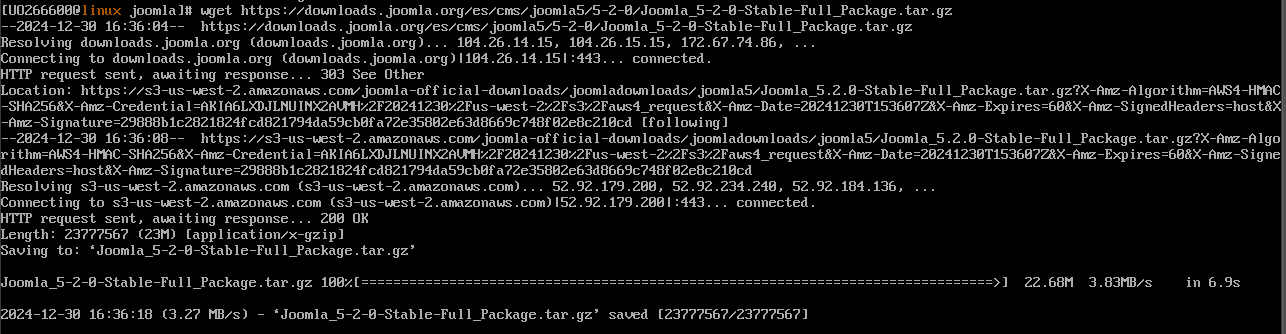 [UO266600@linux joomla]# wget https://downloads.joomla.org/es/cms/joomla5/5-2-0/Joomla_5-2-0-Stable-Full_Package.tar.gz
--2024-12-30 16:36:04--  https://downloads.joomla.org/es/cms/joomla5/5-2-0/Joomla_5-2-0-Stable-Full_Package.tar.gz
Resolving downloads.joomla.org (downloads.joomla.org)... 104.26.14.15, 104.26.15.15, 172.67.74.86, ...
Connecting to downloads.joomla.org (downloads.joomla.org)|104.26.14.15|:443... connected.
HTTP request sent, awaiting response... 303 See Other
Location: https://s3-us-west-2.amazonaws.com/joomla-official-downloads/joomladownloads/joomla5/Joomla_5.2.0-Stable-Full_Package.tar.gz?X-Amz-Algorithm=AWS4-HMAC
-SHA256&X-Amz-Credential=AKIA6LXDJLNUINX2AVMH%2F20241230%2Fus-west-2%2Fs3%2Faws4_request&X-Amz-Date=20241230T153607Z&X-Amz-Expires=60&X-Amz-SignedHeaders=host&X
-Amz-Signature=29888b1c2821824fcd821794da59cb0fa72e35802e63d8669c748f02e8c210cd [following]
--2024-12-30 16:36:08--  https://s3-us-west-2.amazonaws.com/joomla-official-downloads/joomladownloads/joomla5/Joomla_5.2.0-Stable-Full_Package.tar.gz?X-Amz-Algo
rithm=AWS4-HMAC-SHA256&X-Amz-Credential=AKIA6LXDJLNUINX2AVMH%2F20241230%2Fus-west-2%2Fs3%2Faws4_request&X-Amz-Date=20241230T153607Z&X-Amz-Expires=60&X-Amz-Signe
dHeaders=host&X-Amz-Signature=29888b1c2821824fcd821794da59cb0fa72e35802e63d8669c748f02e8c210cd
Resolving s3-us-west-2.amazonaws.com (s3-us-west-2.amazonaws.com)... 52.92.179.200, 52.92.234.240, 52.92.184.136, ...
Connecting to s3-us-west-2.amazonaws.com (s3-us-west-2.amazonaws.com)|52.92.179.200|:443... connected.
HTTP request sent, awaiting response... 200 OK
Length: 23777567 (23M) [application/x-gzip]
Saving to: ‘Joomla_5-2-0-Stable-Full_Package.tar.gz’
Joomla_5-2-0-Stable-Full_Package.tar.gz 100%[===============================================================================>]  22.68M  3.83MB/s    in 6.9s
2024-12-30 16:36:18 (3.27 MB/s) - ‘Joomla_5-2-0-Stable-Full_Package.tar.gz’ saved [23777567/23777567]